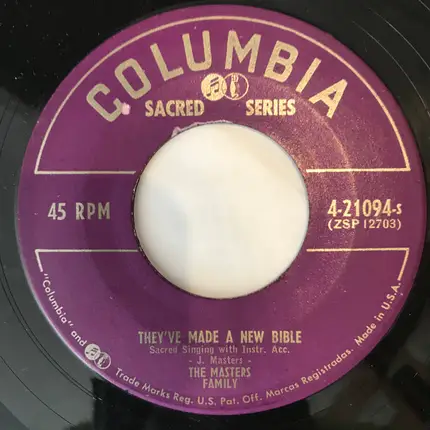 COLUMBIA
SACRED SERIES
45 RPM
4-21094-s
(ZSP 12703)
THEY'VE MADE A NEW BIBLE
Sacred Singing with Instr. Acc.
- J. Masters -
THE MASTERS
FAMILY
"Columbia" and Trade Marks Reg. U.S. Pat. Off. Marcas Registradas. Made in U.S.A.